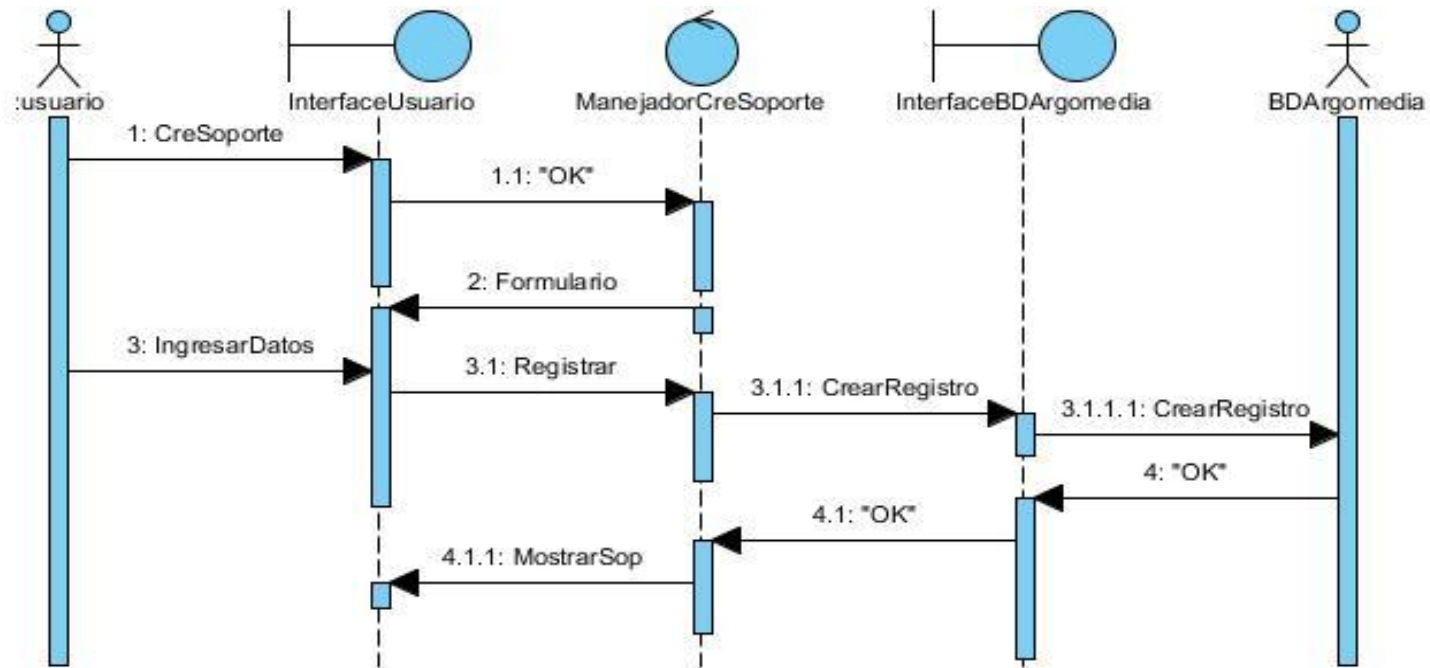 :usuario
InterfaceUsuario
ManejadorCreSoporte
InterfaceBDArgomedia
BDArgomedia
1: CreSoporte
1.1: "OK"
2: Formulario
3: IngresarDatos
3.1: Registrar
3.1.1: CrearRegistro
3.1.1.1: CrearRegistro
4: "OK"
4.1: "OK"
4.1.1: MostrarSop